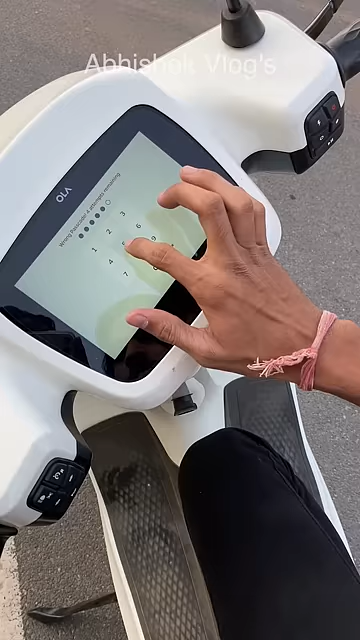 Abhishek Vlog's
OLA
Wrong Passcode! 4 attempts remaining
1 2 3
4 5 6
7